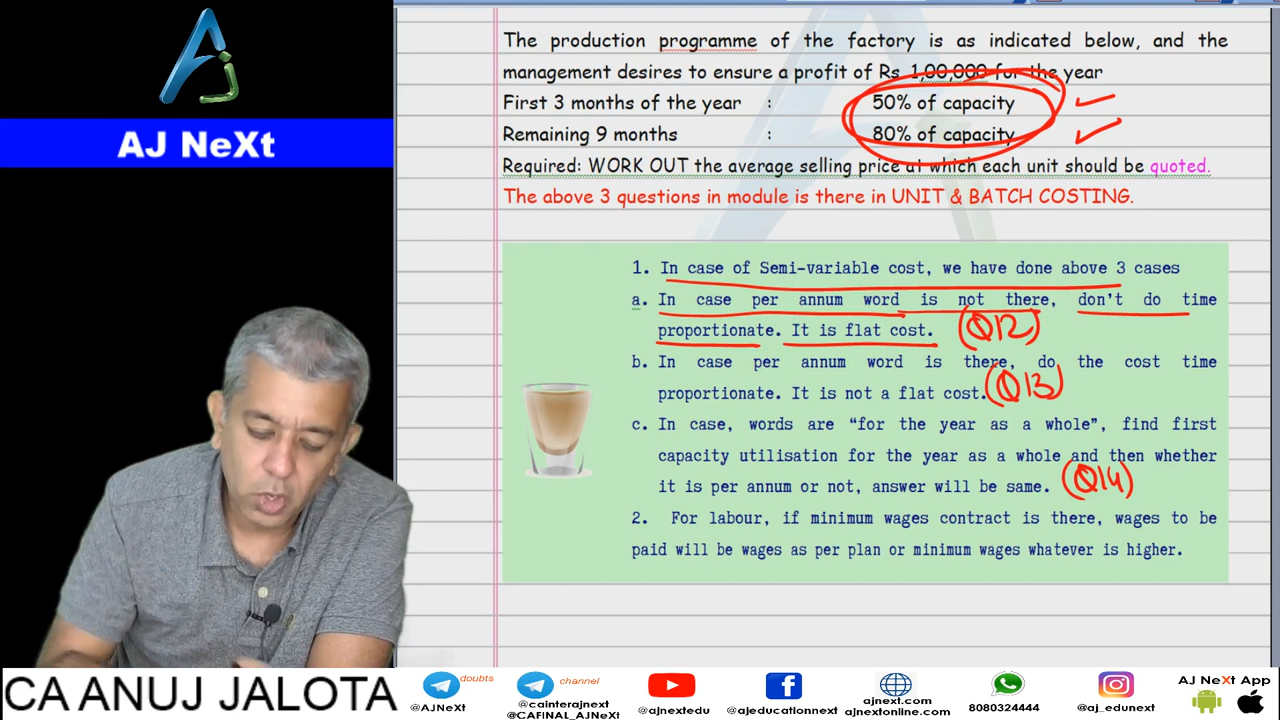 Aj
AJ NeXt
The production programme of the factory is as indicated below, and the
management desires to ensure a profit of Rs. 1,00,000 for the year
First 3 months of the year : 50% of capacity
Remaining 9 months : 80% of capacity
Required: WORK OUT the average selling price at which each unit should be quoted.
The above 3 questions in module is there in UNIT & BATCH COSTING.
1. In case of Semi-variable cost, we have done above 3 cases
a. In case per annum word is not there, don't do time
proportionate. It is flat cost. (Q12)
b. In case per annum word is there, do the cost time
proportionate. It is not a flat cost. (Q13)
c. In case, words are "for the year as a whole", find first
capacity utilisation for the year as a whole and then whether
it is per annum or not, answer will be same. (Q14)
2. For labour, if minimum wages contract is there, wages to be
paid will be wages as per plan or minimum wages whatever is higher.
CA ANUJ JALOTA
doubts
@AJNeXt
channel
@cainterajnext
@CAFINAL_AJNeXt
@ajnextedu
@ajeducationnext
ajnext.com
ajnextonline.com
8080324444
@aj_edunext
AJ NeXt App